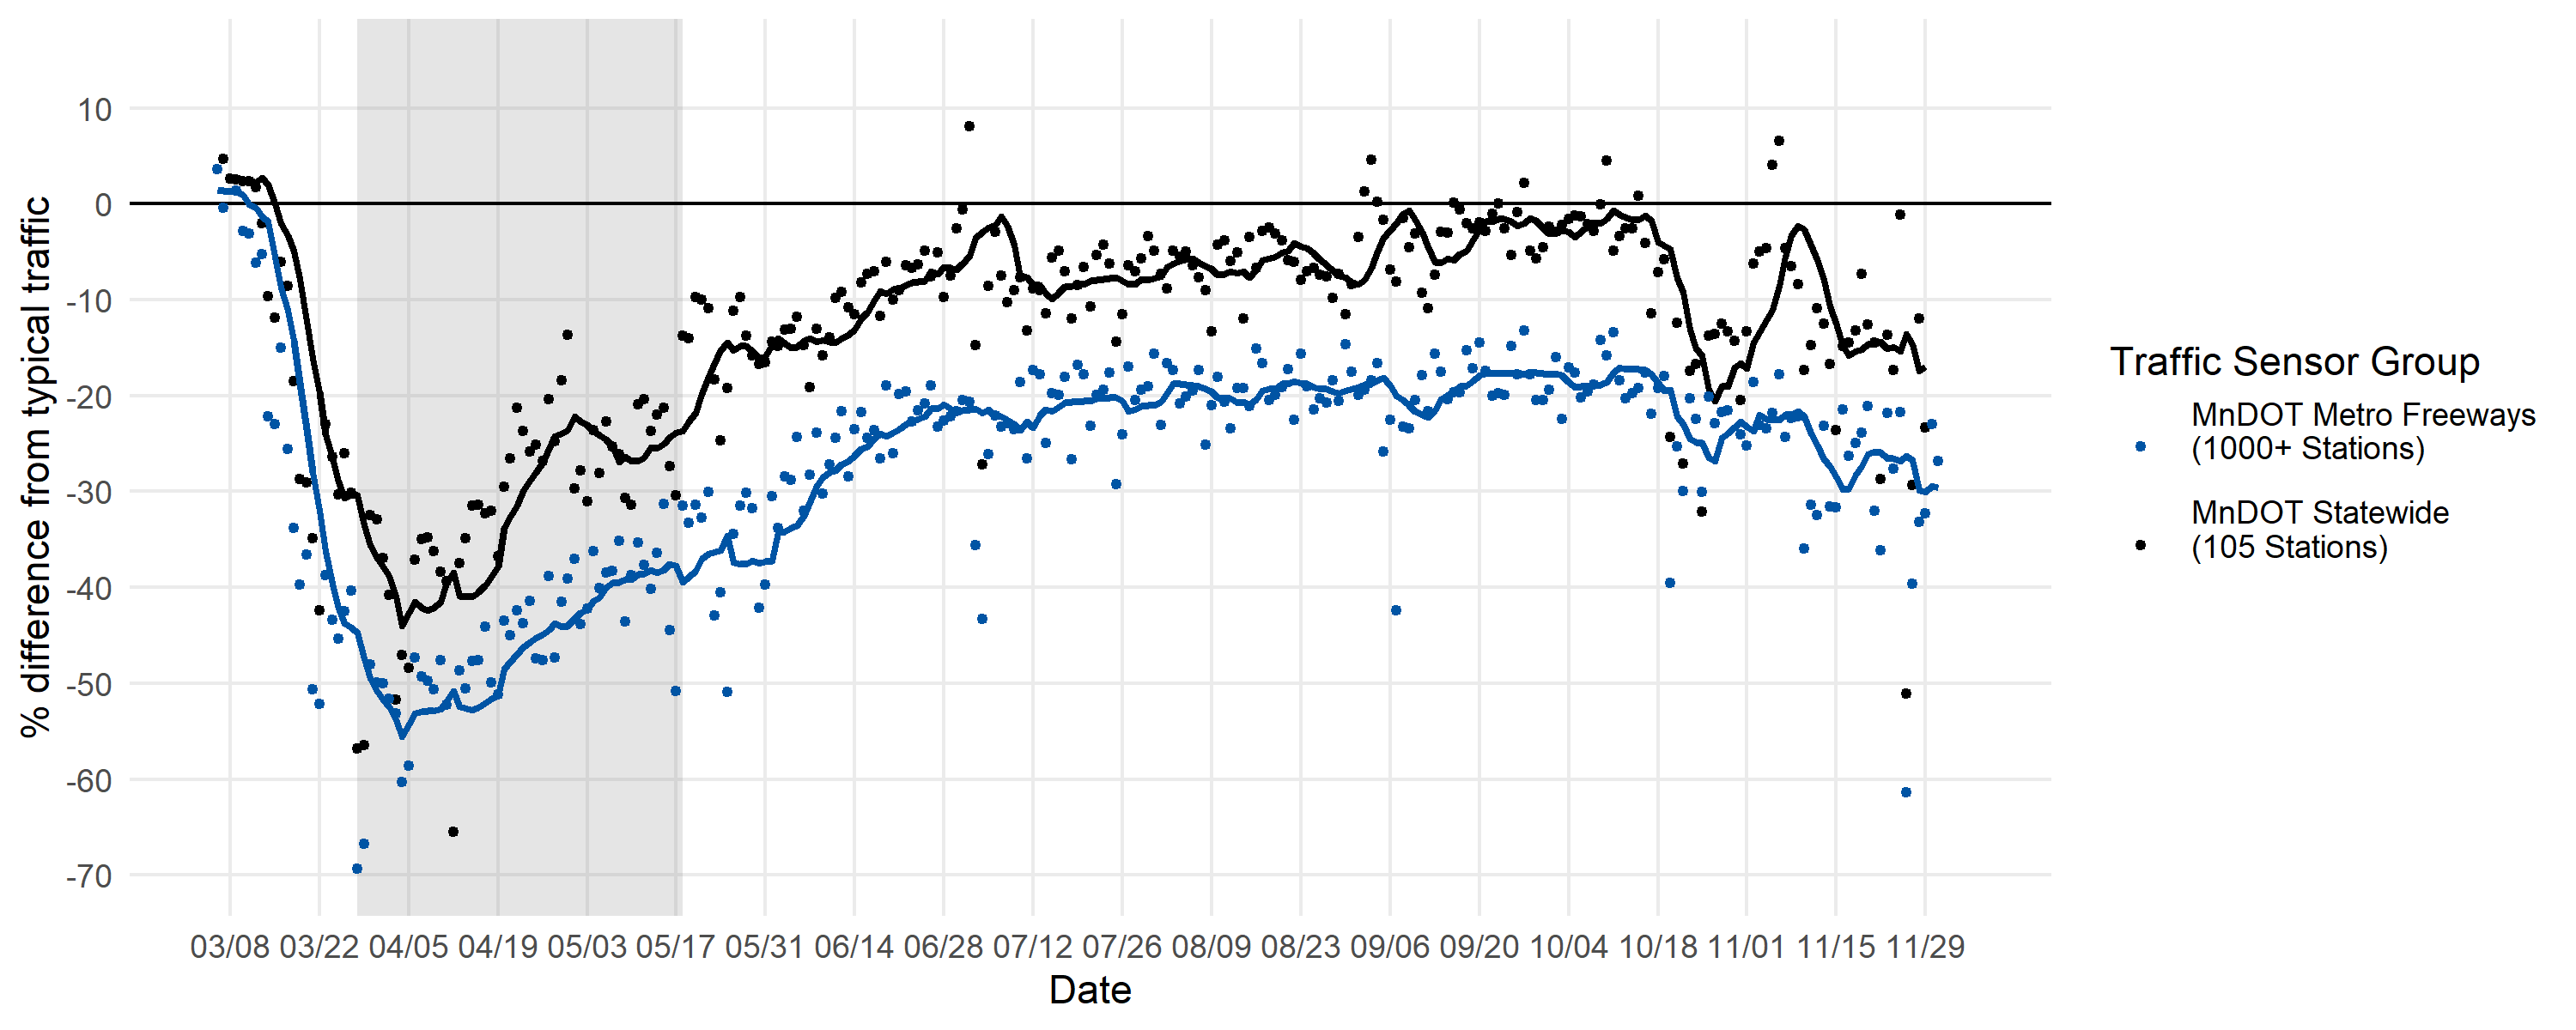 % difference from typical traffic
10
0
-10
-20
-30
-40
-50
-60
-70
03/08 03/22 04/05 04/19 05/03 05/17 05/31 06/14 06/28 07/12 07/26 08/09 08/23 09/06 09/20 10/04 10/18 11/01 11/15 11/29
Date
Traffic Sensor Group
MnDOT Metro Freeways
(1000+ Stations)
MnDOT Statewide
(105 Stations)